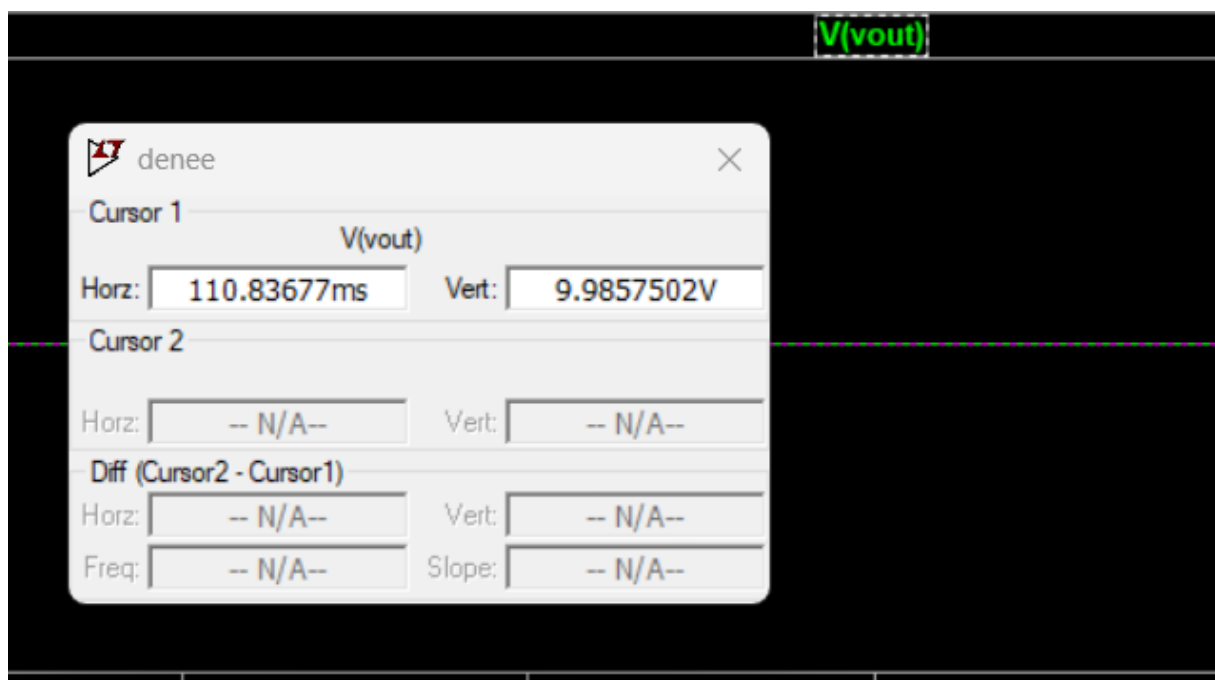 V(vout)
denee
Cursor 1
V(vout)
Horz: 110.83677ms Vert: 9.9857502V
Cursor 2
Horz: -- N/A-- Vert: -- N/A--
Diff (Cursor2 - Cursor1)
Horz: -- N/A-- Vert: -- N/A--
Freq: -- N/A-- Slope: -- N/A--